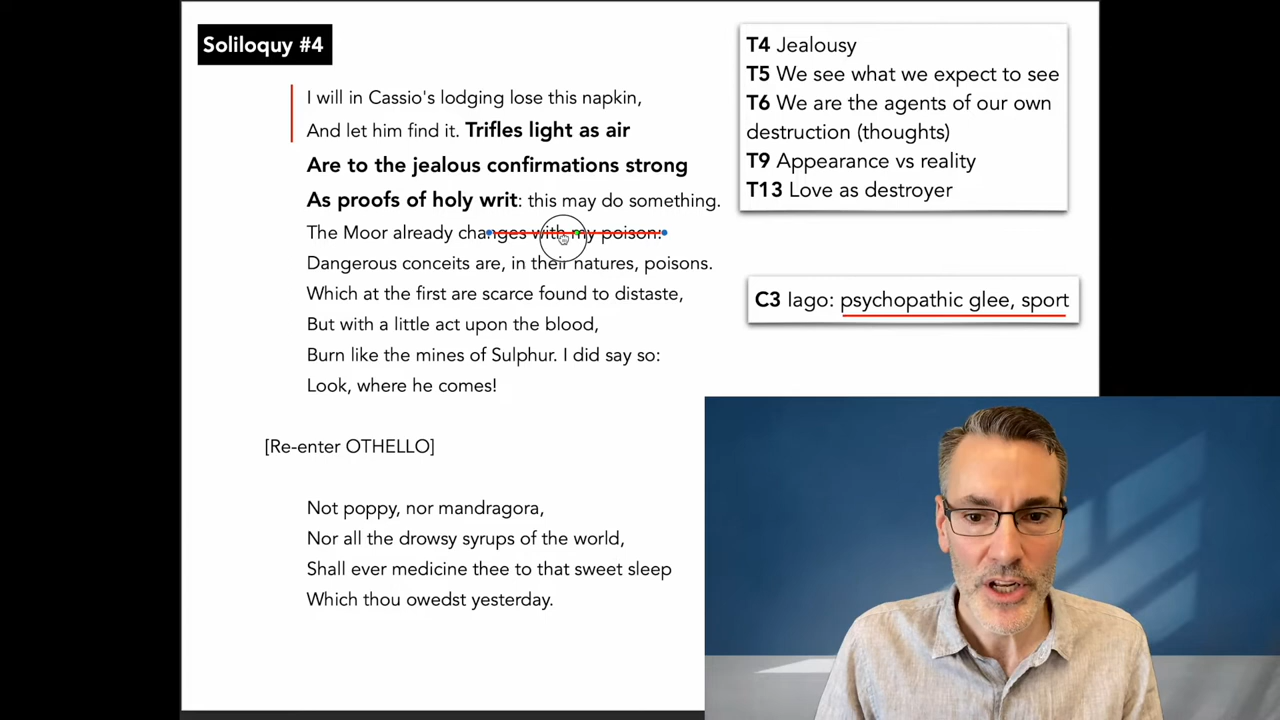 Soliloquy #4
I will in Cassio's lodging lose this napkin,
And let him find it. Trifles light as air
Are to the jealous confirmations strong
As proofs of holy writ: this may do something.
The Moor already changes with my poison:
Dangerous conceits are, in their natures, poisons.
Which at the first are scarce found to distaste,
But with a little act upon the blood,
Burn like the mines of Sulphur. I did say so:
Look, where he comes!
[Re-enter OTHELLO]
Not poppy, nor mandragora,
Nor all the drowsy syrups of the world,
Shall ever medicine thee to that sweet sleep
Which thou owedst yesterday.
T4 Jealousy
T5 We see what we expect to see
T6 We are the agents of our own
destruction (thoughts)
T9 Appearance vs reality
T13 Love as destroyer
C3 Iago: psychopathic glee, sport